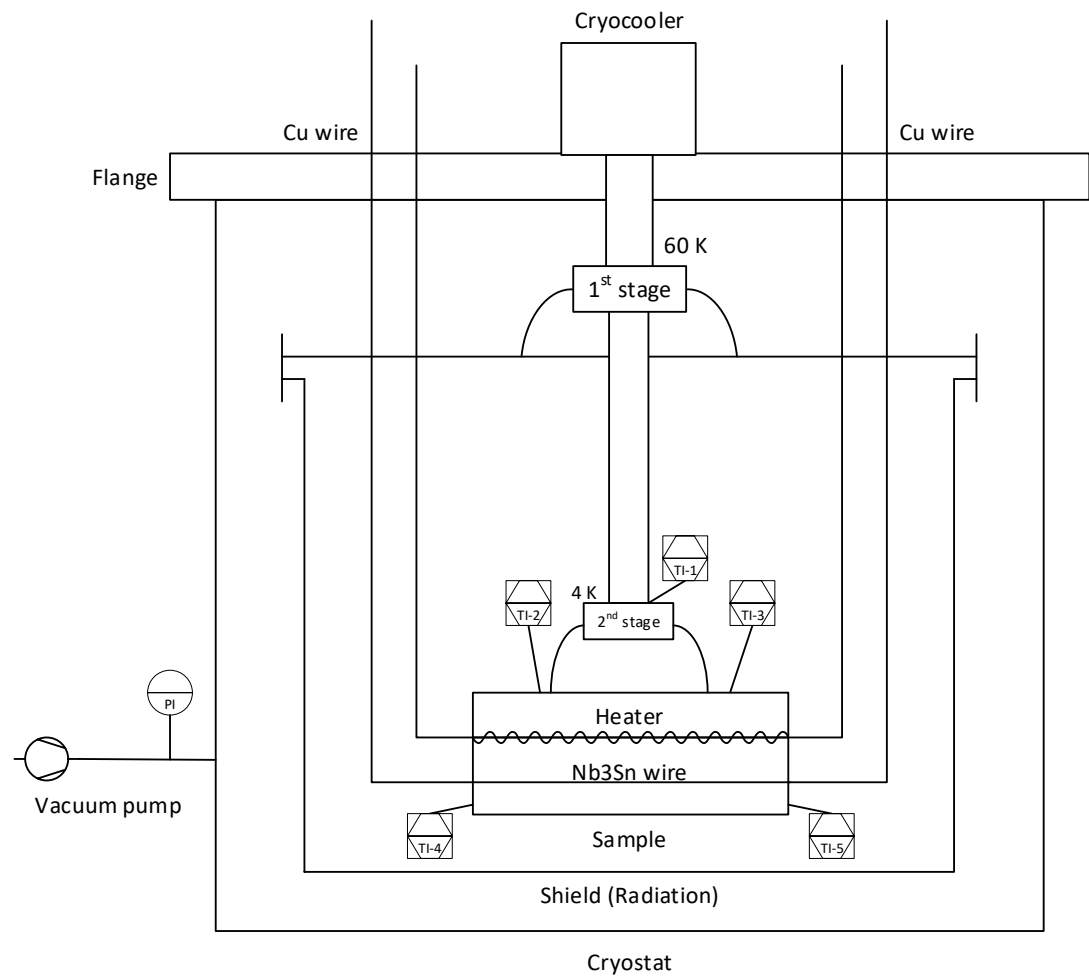 Cryocooler
Cu wire
Cu wire
Flange
60 K
1st stage
TI-1
4 K
TI-2
TI-3
2nd stage
PI
Heater
Nb3Sn wire
Vacuum pump
Sample
TI-4
TI-5
Shield (Radiation)
Cryostat